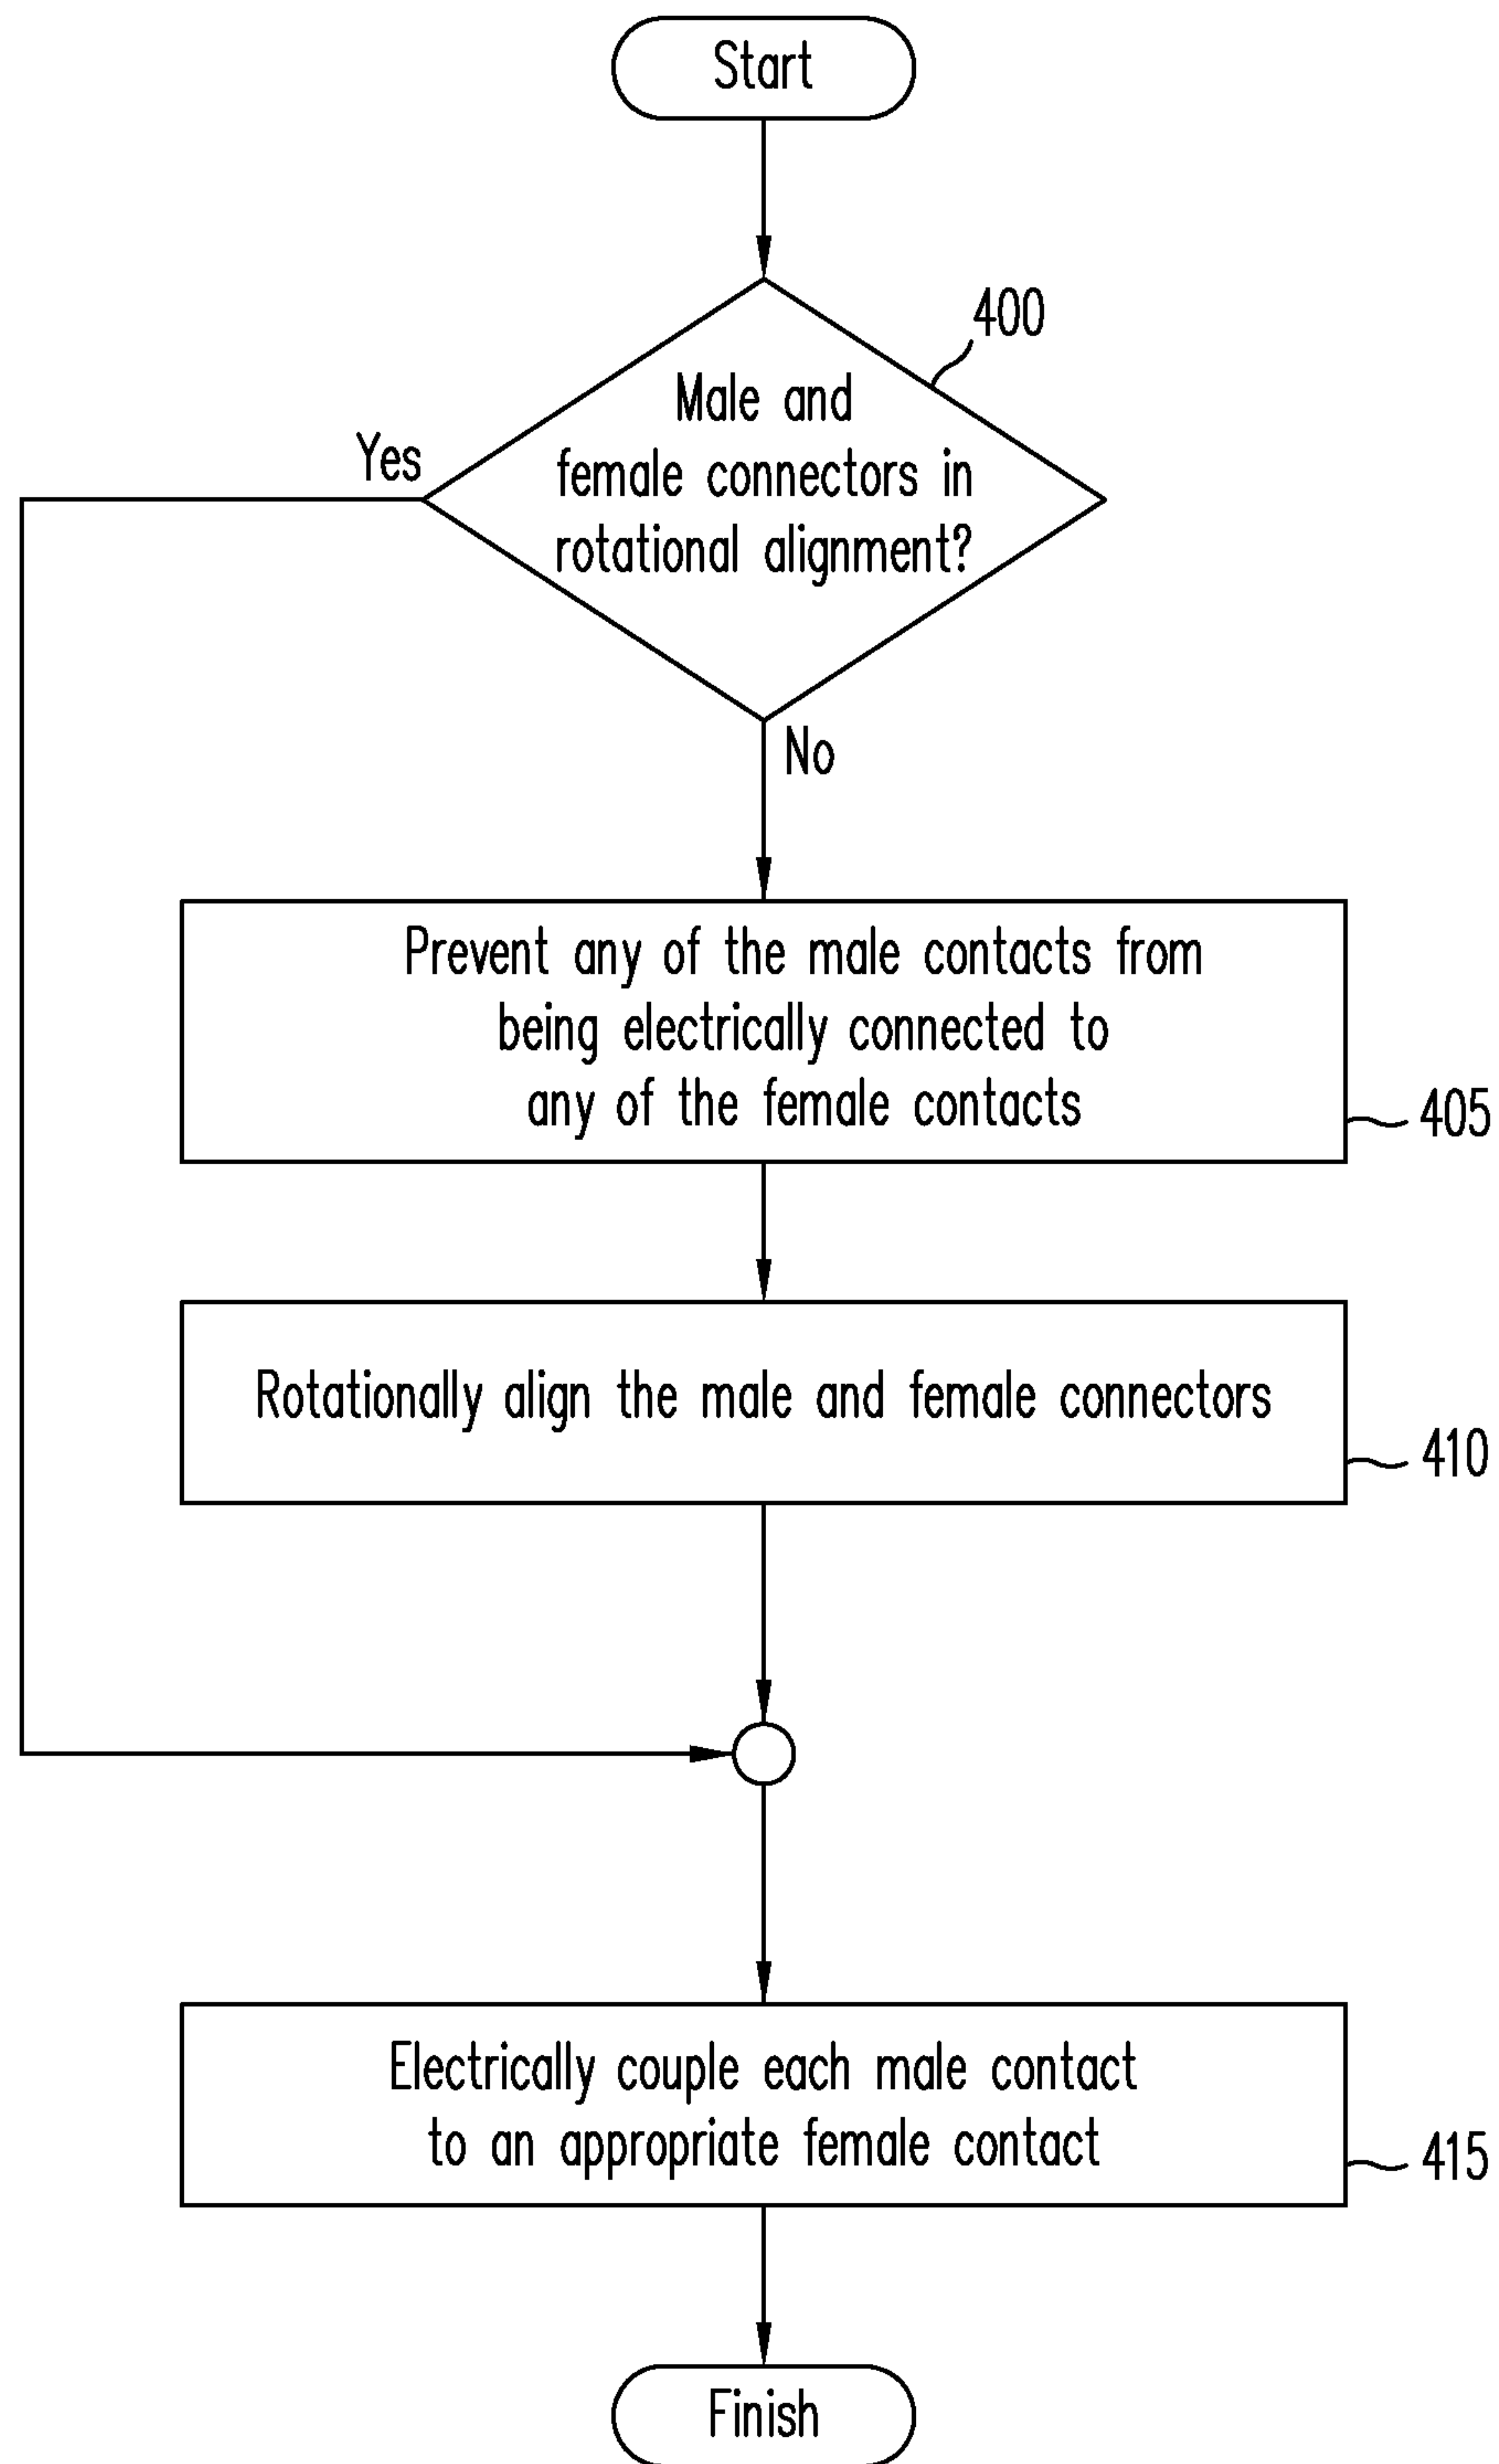 Start
400
Male and
female connectors in
rotational alignment?
Yes
No
Prevent any of the male contacts from
being electrically connected to
any of the female contacts
405
Rotationally align the male and female connectors
410
Electrically couple each male contact
to an appropriate female contact
415
Finish